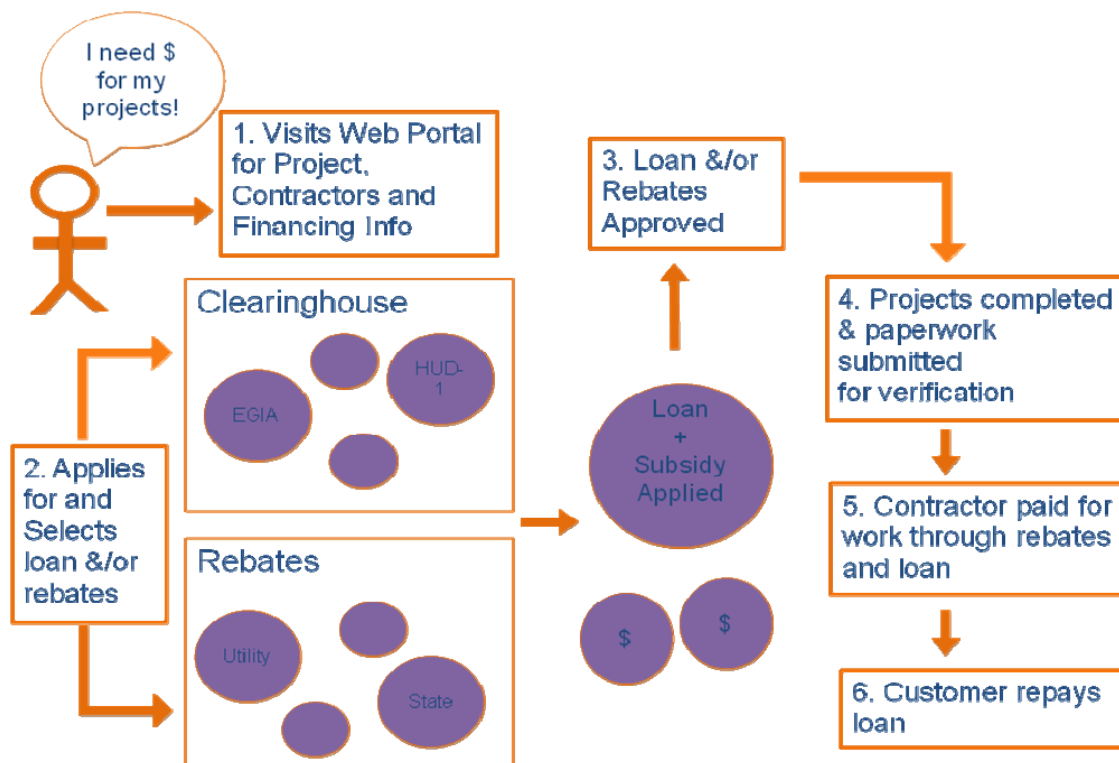 I need $
for my
projects!
1. Visits Web Portal
for Project,
Contractors and
Financing Info
2. Applies
for and
Selects
loan &/or
rebates
Clearinghouse
EGIA
HUD-
1
Rebates
Utility
State
Loan
+
Subsidy
Applied
$
$
3. Loan &/or
Rebates
Approved
4. Projects completed
& paperwork
submitted
for verification
5. Contractor paid for
work through rebates
and loan
6. Customer repays
loan